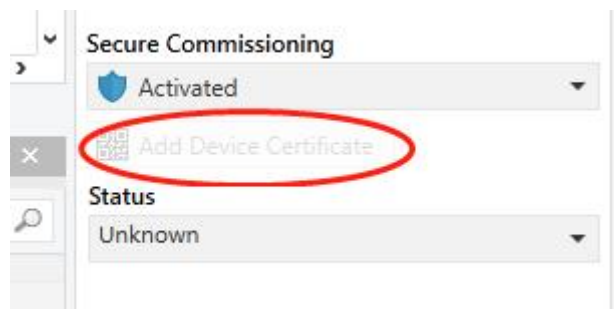 Secure Commissioning
Activated
Add Device Certificate
Status
Unknown